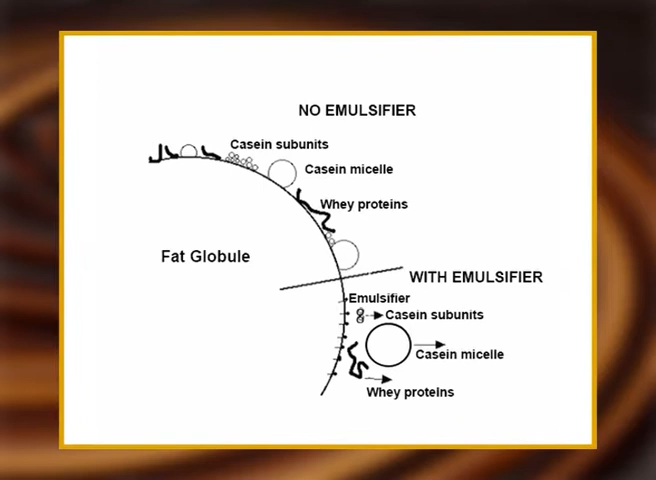 NO EMULSIFIER
Casein subunits
Casein micelle
Whey proteins
Fat Globule
WITH EMULSIFIER
Emulsifier
Casein subunits
Casein micelle
Whey proteins